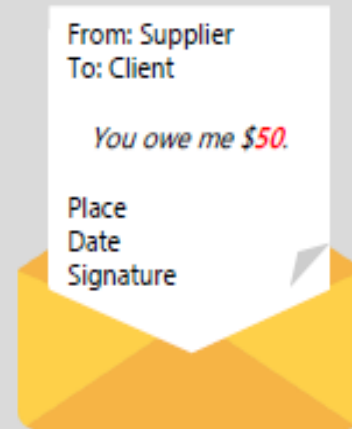 From: Supplier
To: Client
You owe me $50.
Place
Date
Signature